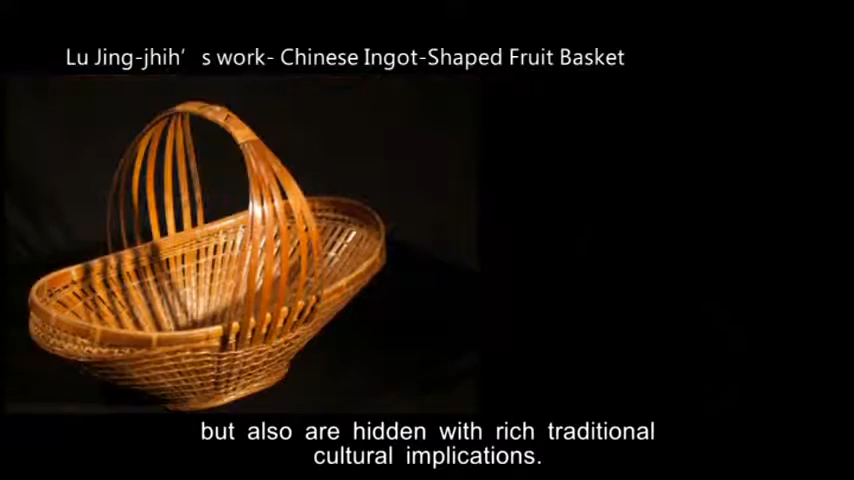 Lu Jing-jhih's work- Chinese Ingot-Shaped Fruit Basket
but also are hidden with rich traditional
cultural implications.